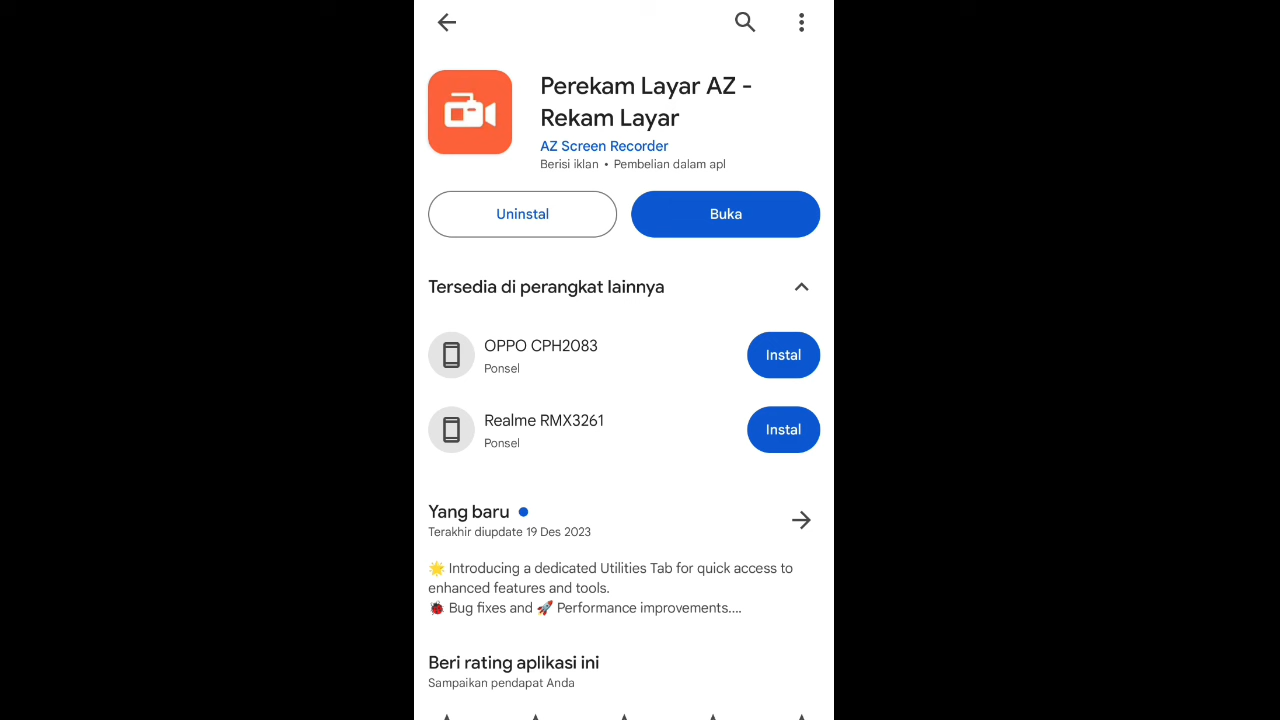 Perekam Layar AZ -
Rekam Layar
AZ Screen Recorder
Berisi iklan • Pembelian dalam apl
Uninstal
Buka
Tersedia di perangkat lainnya
OPPO CPH2083
Ponsel
Instal
Realme RMX3261
Ponsel
Instal
Yang baru
Terakhir diupdate 19 Des 2023
🌟 Introducing a dedicated Utilities Tab for quick access to
enhanced features and tools.
🐞 Bug fixes and 🚀 Performance improvements....
Beri rating aplikasi ini
Sampaikan pendapat Anda